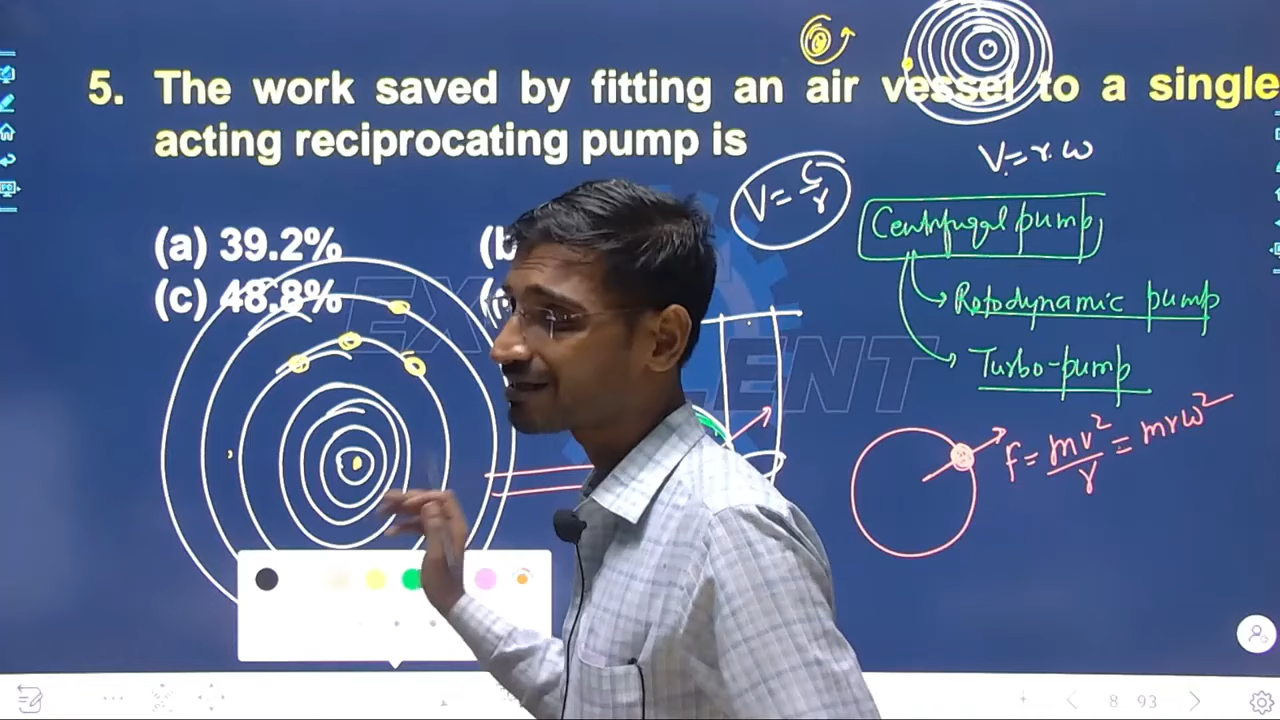 5. The work saved by fitting an air vessel to a single
acting reciprocating pump is
V = r.ω
V = C/r
Centrifugal pump
(a) 39.2%
(b
Rotodynamic pump
(c) 48.8%
(
Turbo-pump
F = mv²/r = mrω²
8 93